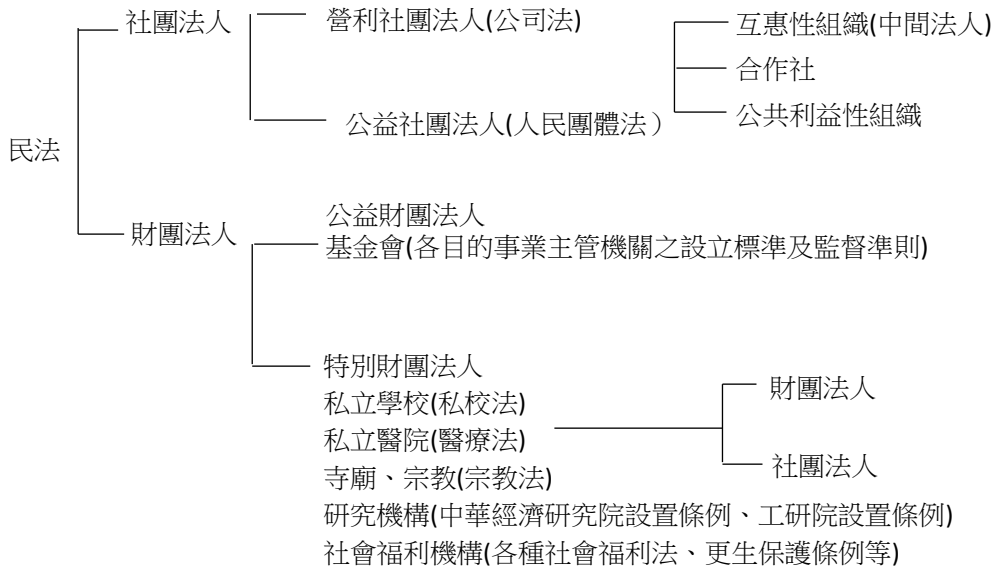 民法
社團法人
營利社團法人(公司法)
公益社團法人(人民團體法）
互惠性組織(中間法人)
合作社
公共利益性組織
財團法人
公益財團法人
基金會(各目的事業主管機關之設立標準及監督準則)
特別財團法人
私立學校(私校法)
私立醫院(醫療法)
寺廟、宗教(宗教法)
研究機構(中華經濟研究院設置條例、工研院設置條例)
社會福利機構(各種社會福利法、更生保護條例等)
財團法人
社團法人